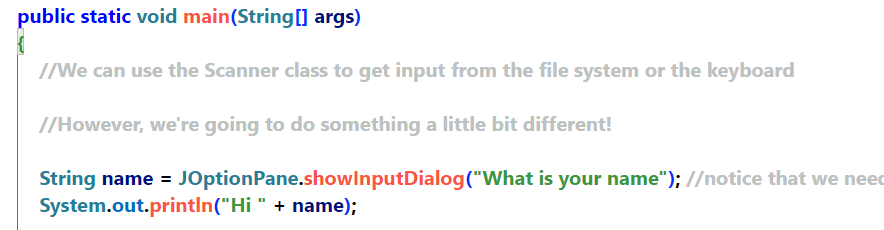 public static void main(String[] args)
{
//We can use the Scanner class to get input from the file system or the keyboard
//However, we're going to do something a little bit different!
String name = JOptionPane.showInputDialog("What is your name"); //notice that we need
System.out.println("Hi " + name);